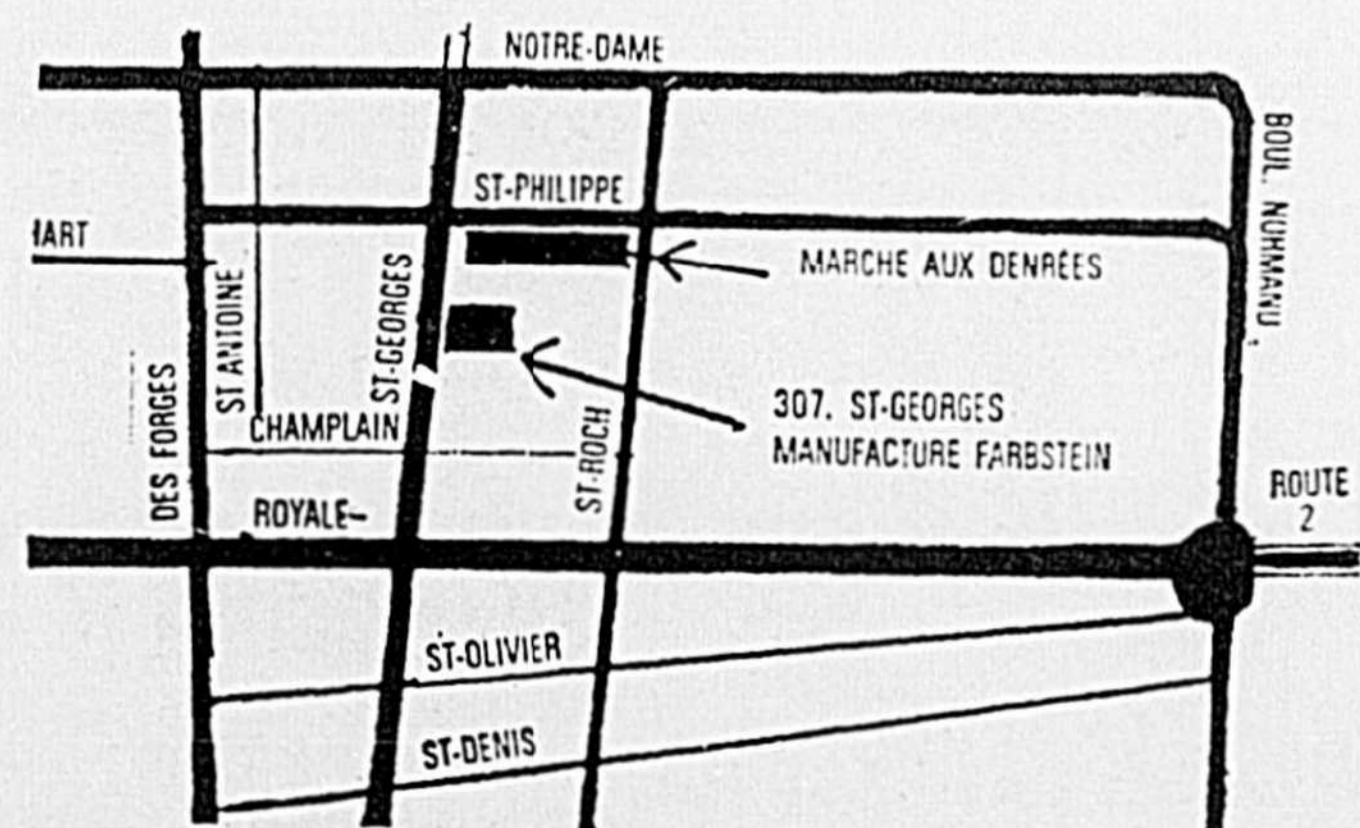 NOTRE-DAME
BOUL. NORMAND,
ST-PHILIPPE
HART
MARCHE AUX DENRÉES
ST-GEORGES
ST ANTOINE
DES FORGES
307. ST-GEORGES
MANUFACTURE FARBSTEIN
CHAMPLAIN
ST-ROCH
ROUTE
2
ROYALE-
ST-OLIVIER
ST-DENIS